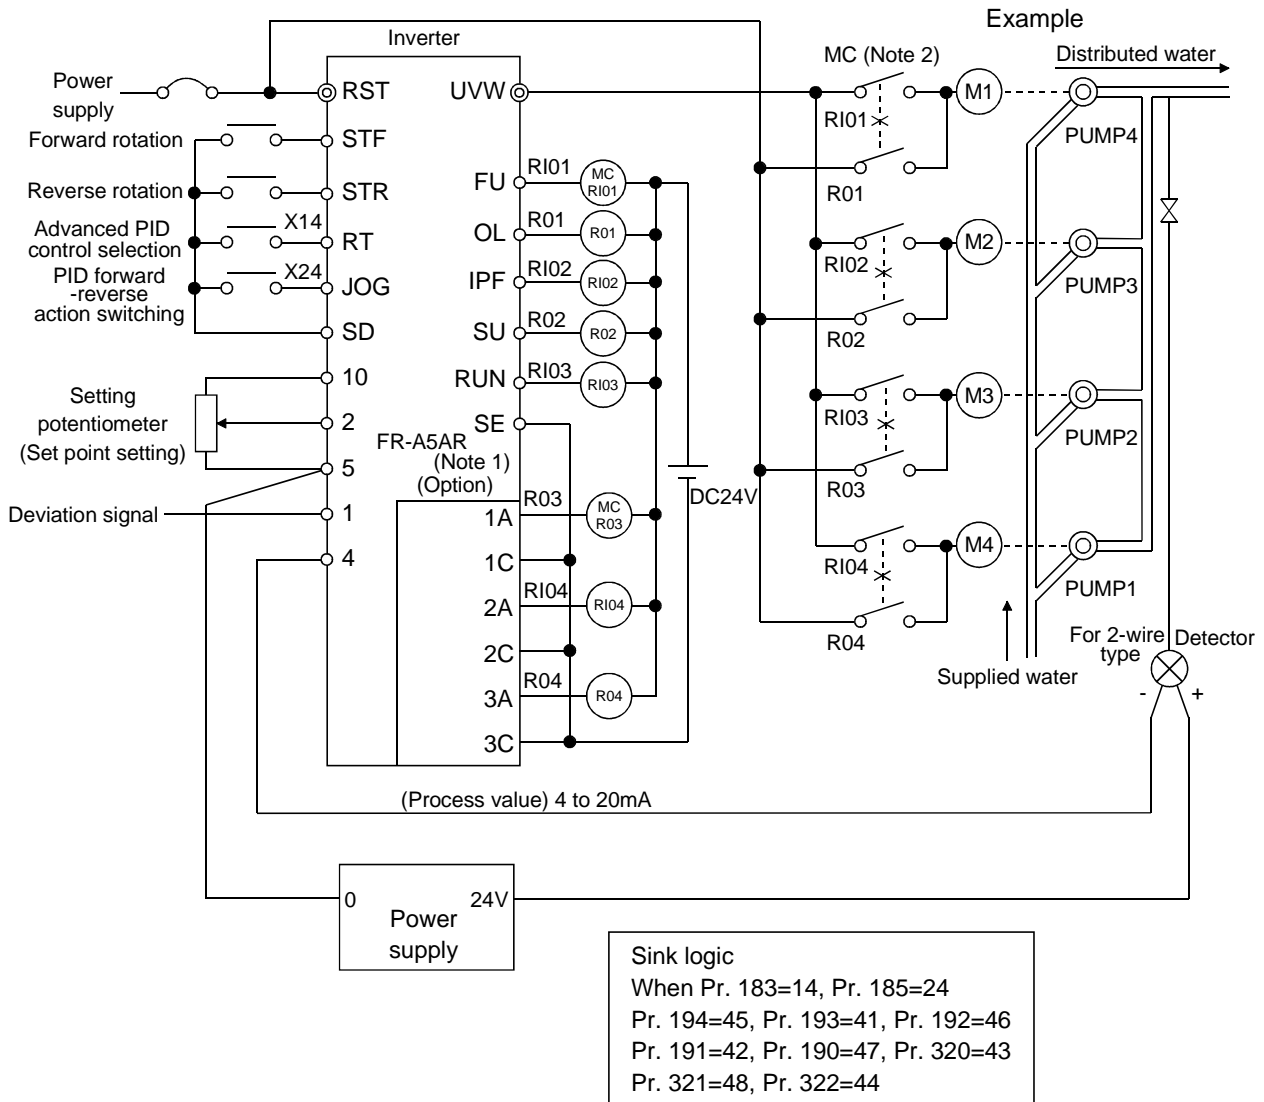 Example
Inverter
MC (Note 2)
Distributed water
Power
supply
RST
UVW
M1
RI01
PUMP4
Forward rotation
STF
Reverse rotation
STR
FU
RI01
MC
RI01
R01
Advanced PID
control selection
X14
RT
OL
R01
R01
M2
RI02
PUMP3
PID forward
-reverse
action switching
X24
JOG
IPF
RI02
RI02
SD
SU
R02
R02
R02
10
RUN
RI03
RI03
M3
RI03
PUMP2
Setting
potentiometer
(Set point setting)
2
SE
FR-A5AR
(Note 1)
(Option)
5
DC24V
R03
Deviation signal
1
R03
1A
MC
R03
M4
4
1C
RI04
PUMP1
RI04
2A
RI04
R04
2C
For 2-wire
type
Detector
Supplied water
R04
3A
R04
-
+
3C
(Process value) 4 to 20mA
0
24V
Power
supply
Sink logic
When Pr. 183=14, Pr. 185=24
Pr. 194=45, Pr. 193=41, Pr. 192=46
Pr. 191=42, Pr. 190=47, Pr. 320=43
Pr. 321=48, Pr. 322=44